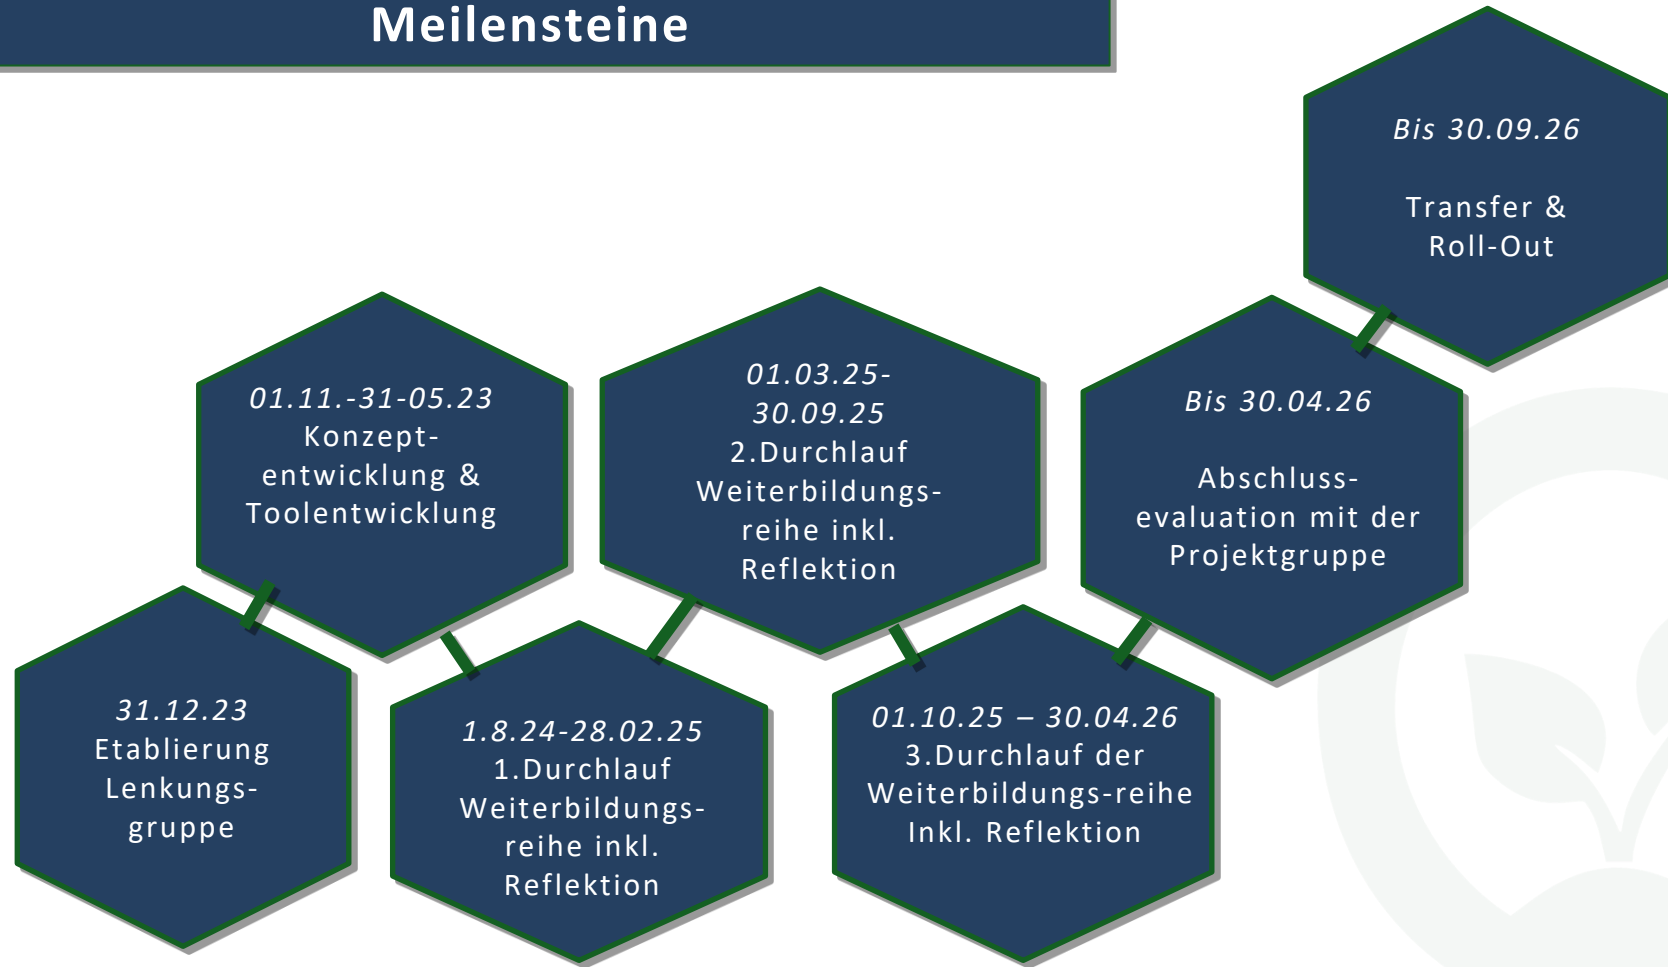 Meilensteine
31.12.23
Etablierung
Lenkungs-
gruppe
01.11.-31-05.23
Konzept-
entwicklung &
Toolentwicklung
1.8.24-28.02.25
1.Durchlauf
Weiterbildungs-
reihe inkl.
Reflektion
01.03.25-
30.09.25
2.Durchlauf
Weiterbildungs-
reihe inkl.
Reflektion
01.10.25 – 30.04.26
3.Durchlauf der
Weiterbildungs-reihe
Inkl. Reflektion
Bis 30.04.26
Abschluss-
evaluation mit der
Projektgruppe
Bis 30.09.26
Transfer &
Roll-Out